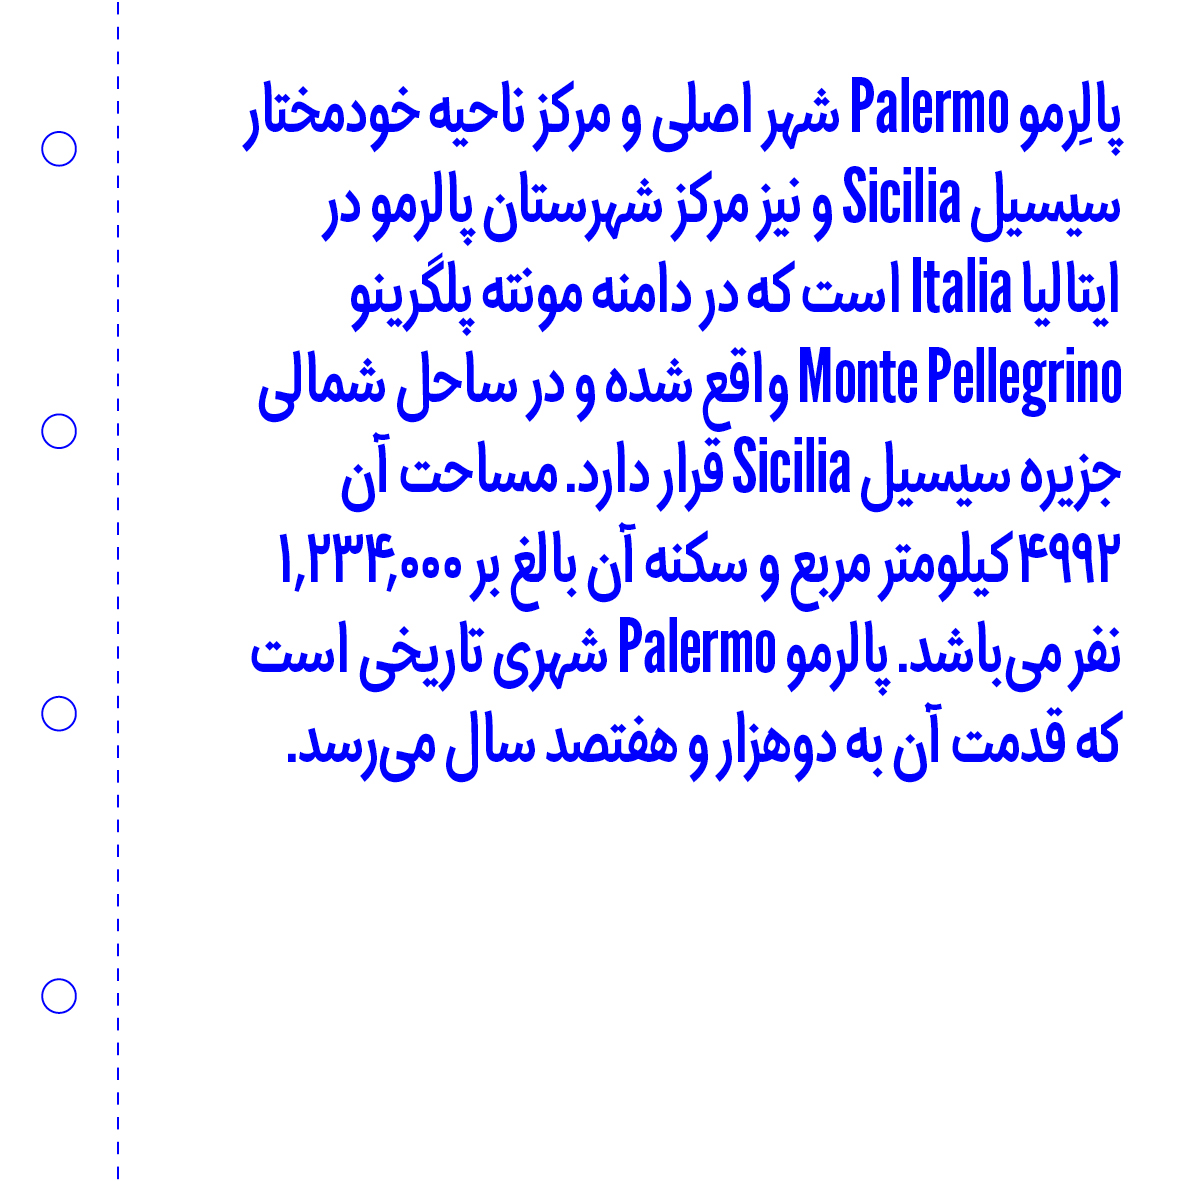 پالِرمو Palermo شهر اصلی و مرکز ناحیه خودمختار
سیسیل Sicilia و نیز مرکز شهرستان پالرمو در
ایتالیا Italia است که در دامنه مونته پلگرینو
Monte Pellegrino واقع شده و در ساحل شمالی
جزیره سیسیل Sicilia قرار دارد. مساحت آن
۴۹۹۲ کیلومتر مربع و سکنه آن بالغ بر ۱,۲۳۴,۰۰۰
نفر می‌باشد. پالرمو Palermo شهری تاریخی است
که قدمت آن به دوهزار و هفتصد سال می‌رسد.